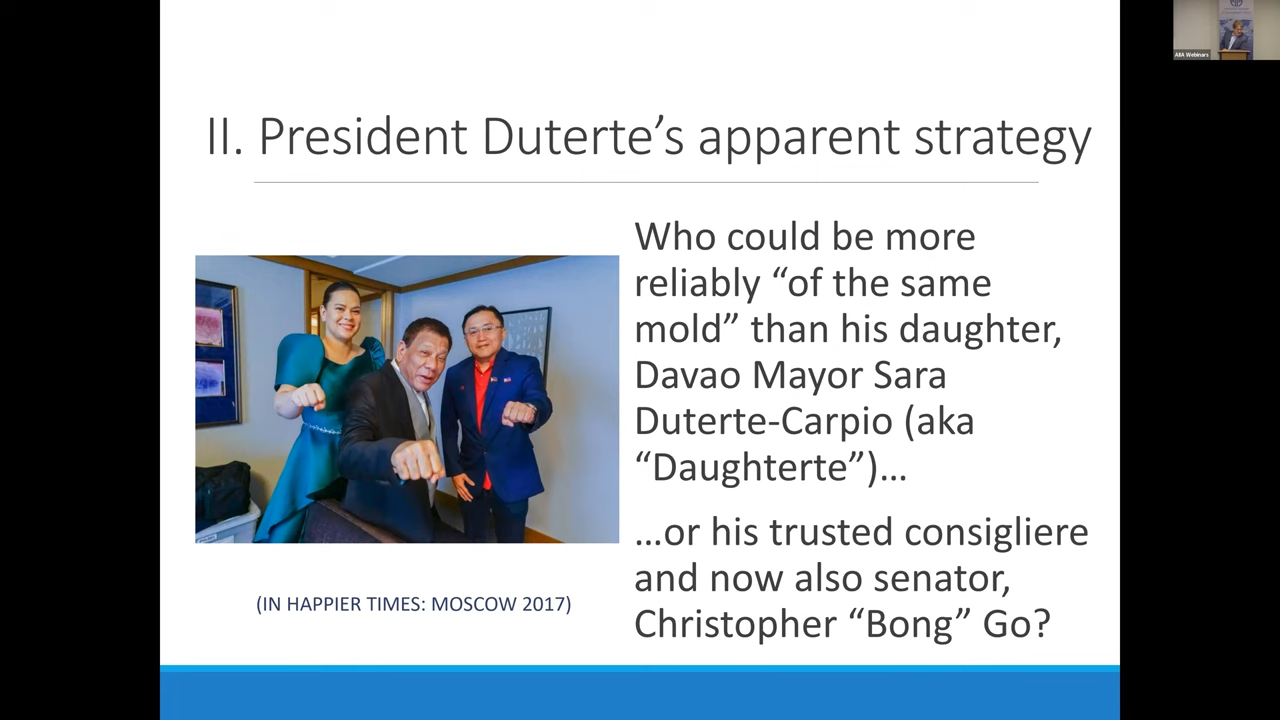 AIIA Webinars
II. President Duterte’s apparent strategy
Who could be more
reliably “of the same
mold” than his daughter,
Davao Mayor Sara
Duterte-Carpio (aka
“Daughterte”)…
…or his trusted consigliere
and now also senator,
Christopher “Bong” Go?
(IN HAPPIER TIMES: MOSCOW 2017)